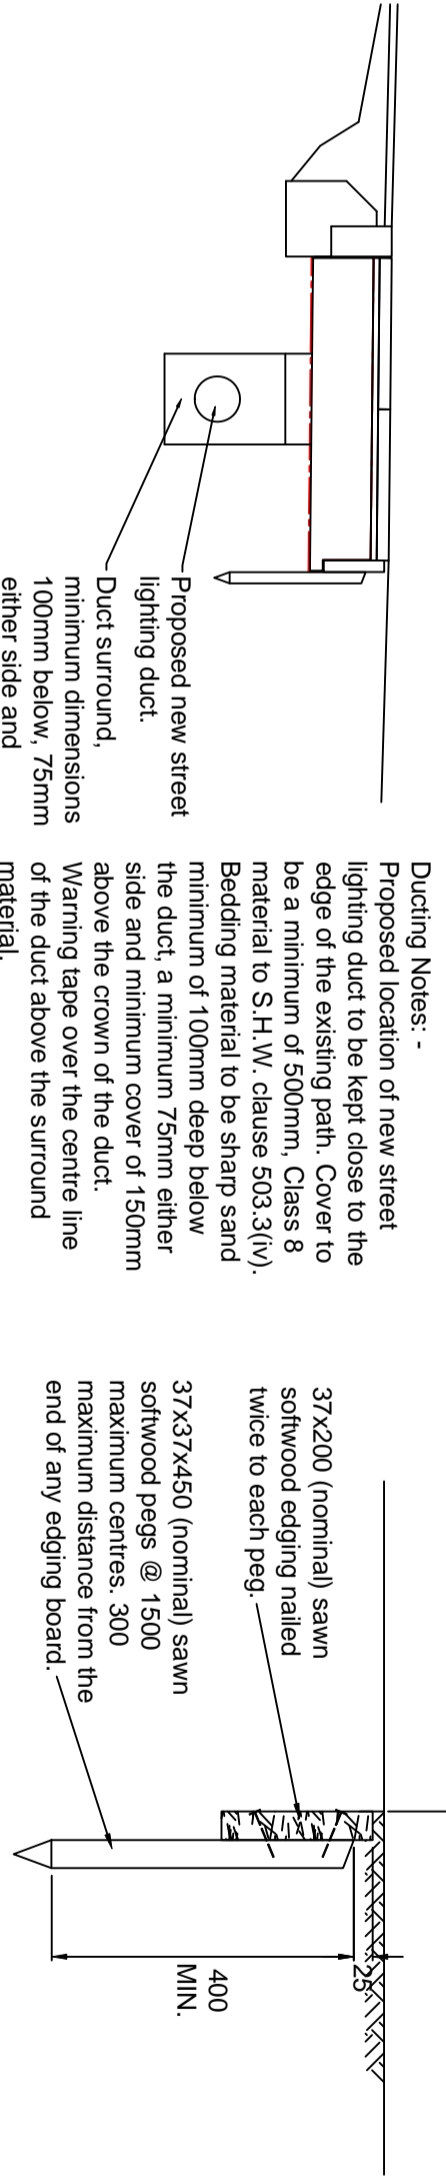 Proposed new street
lighting duct.
Duct surround,
minimum dimensions
100mm below, 75mm
either side and
Ducting Notes: -
Proposed location of new street
lighting duct to be kept close to the
edge of the existing path. Cover to
be a minimum of 500mm, Class 8
material to S.H.W. clause 503.3(iv).
Bedding material to be sharp sand
minimum of 100mm deep below
the duct, a minimum 75mm either
side and minimum cover of 150mm
above the crown of the duct.
Warning tape over the centre line
of the duct above the surround
material.
37x200 (nominal) sawn
softwood edging nailed
twice to each peg.
37x37x450 (nominal) sawn
softwood pegs @ 1500
maximum centres. 300
maximum distance from the
end of any edging board.
25
400
MIN.